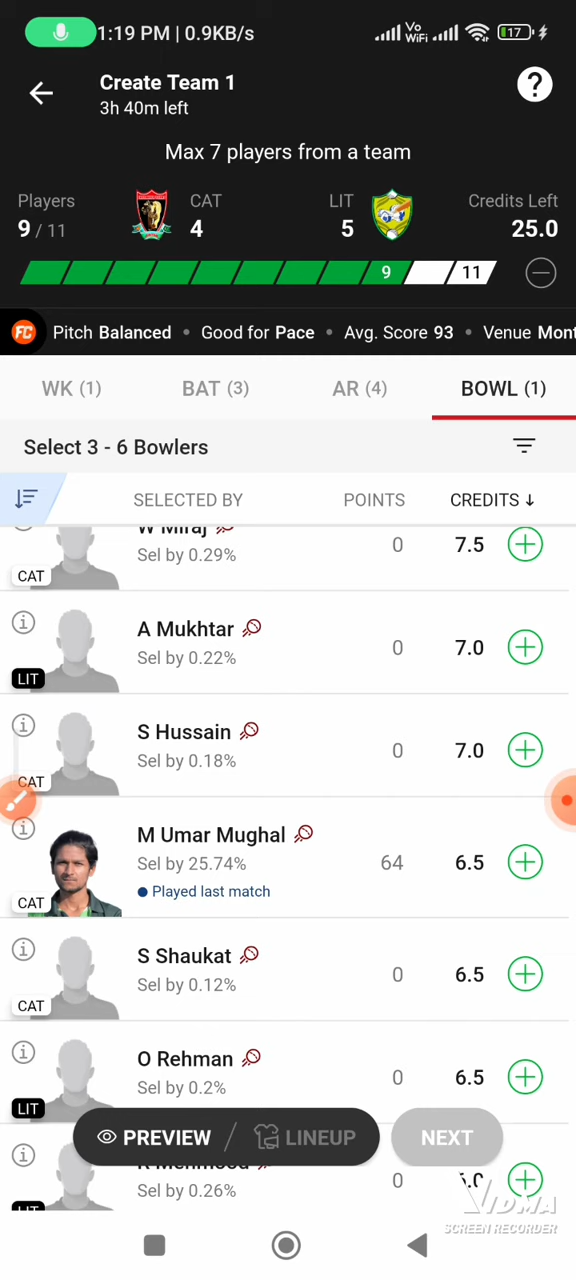 1:19 PM | 0.9KB/s
Vo
WiFi
17
Create Team 1
3h 40m left
?
Max 7 players from a team
Players
CAT
LIT
Credits Left
9 / 11
4
5
25.0
9
11
FC Pitch Balanced • Good for Pace • Avg. Score 93 • Venue Mont
WK (1)
BAT (3)
AR (4)
BOWL (1)
Select 3 - 6 Bowlers
SELECTED BY
POINTS
CREDITS ↓
W Miraj
Sel by 0.29%
0
7.5
CAT
A Mukhtar
Sel by 0.22%
0
7.0
LIT
S Hussain
Sel by 0.18%
0
7.0
CAT
M Umar Mughal
Sel by 25.74%
64
6.5
Played last match
CAT
S Shaukat
Sel by 0.12%
0
6.5
CAT
O Rehman
Sel by 0.2%
0
6.5
LIT
PREVIEW / LINEUP
NEXT
Sel by 0.26%
0
LIT
VIDMA
SCREEN RECORDER